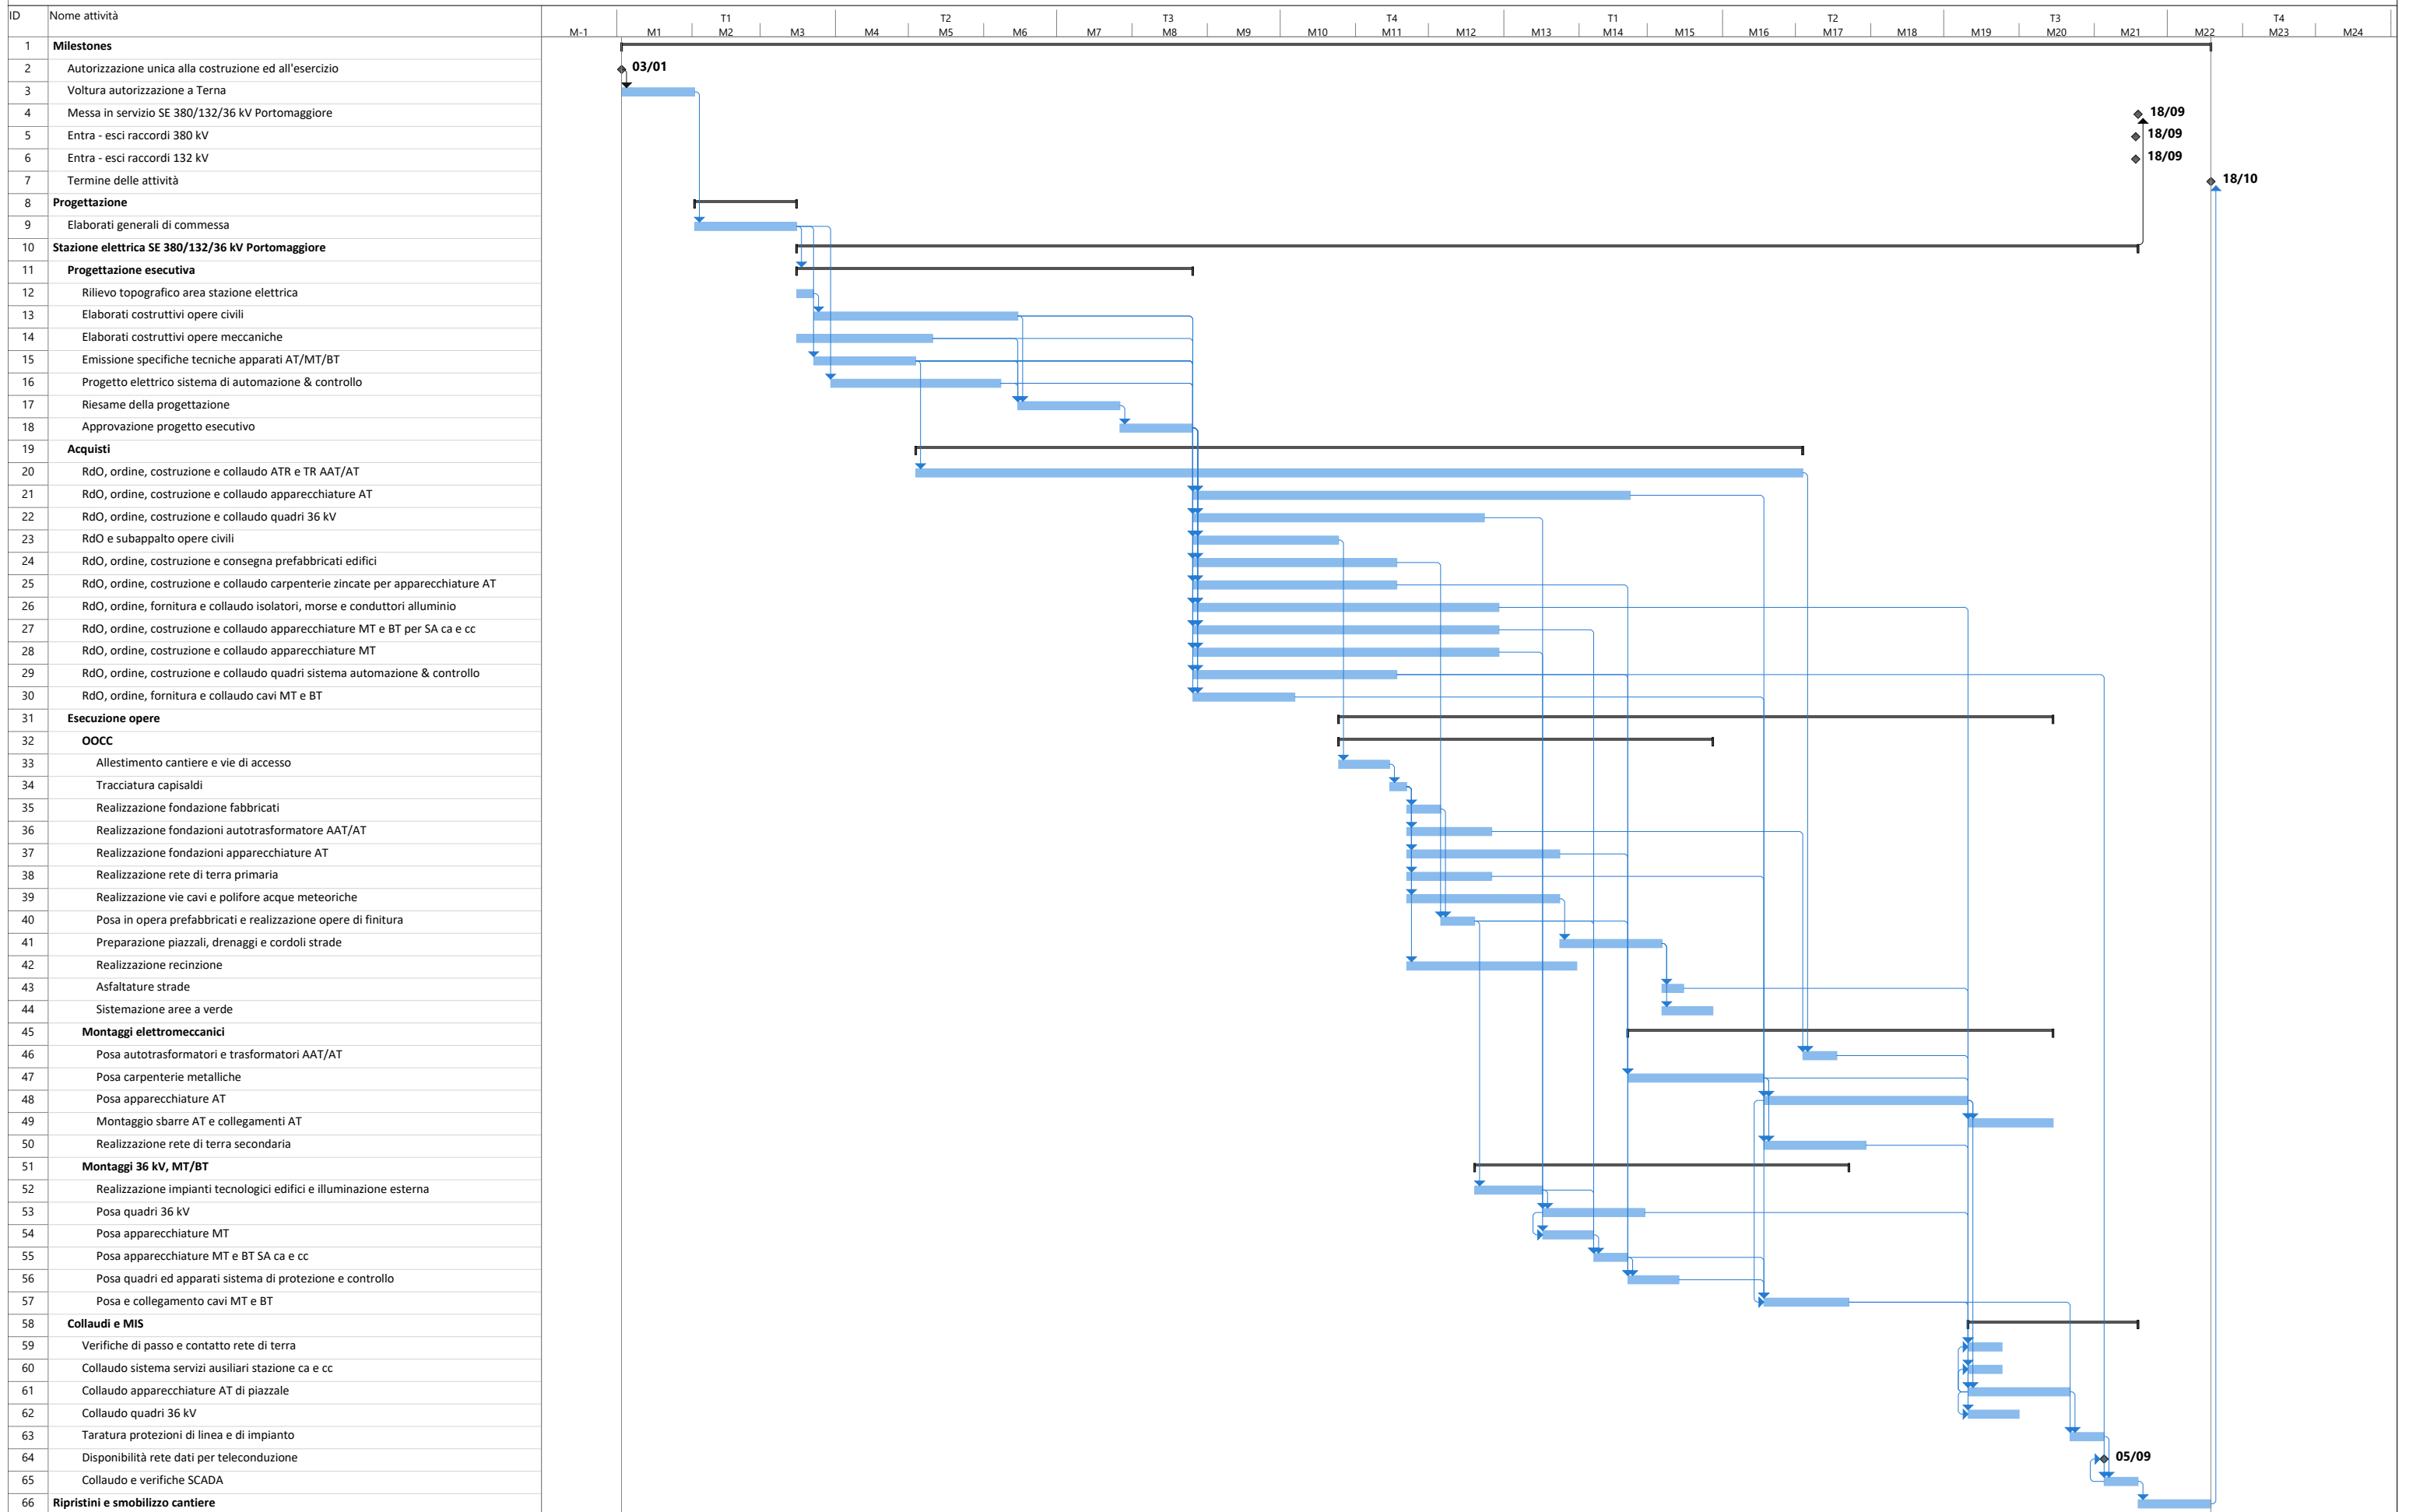 ID Nome attività
T1 T2 T3 T4 T1 T2 T3 T4
M-1 M1 M2 M3 M4 M5 M6 M7 M8 M9 M10 M11 M12 M13 M14 M15 M16 M17 M18 M19 M20 M21 M22 M23 M24
1 Milestones
2 Autorizzazione unica alla costruzione ed all'esercizio 03/01
3 Voltura autorizzazione a Terna
4 Messa in servizio SE 380/132/36 kV Portomaggiore 18/09
5 Entra - esci raccordi 380 kV 18/09
6 Entra - esci raccordi 132 kV 18/09
7 Termine delle attività 18/10
8 Progettazione
9 Elaborati generali di commessa
10 Stazione elettrica SE 380/132/36 kV Portomaggiore
11 Progettazione esecutiva
12 Rilievo topografico area stazione elettrica
13 Elaborati costruttivi opere civili
14 Elaborati costruttivi opere meccaniche
15 Emissione specifiche tecniche apparati AT/MT/BT
16 Progetto elettrico sistema di automazione & controllo
17 Riesame della progettazione
18 Approvazione progetto esecutivo
19 Acquisti
20 RdO, ordine, costruzione e collaudo ATR e TR AAT/AT
21 RdO, ordine, costruzione e collaudo apparecchiature AT
22 RdO, ordine, costruzione e collaudo quadri 36 kV
23 RdO e subappalto opere civili
24 RdO, ordine, costruzione e consegna prefabbricati edifici
25 RdO, ordine, costruzione e collaudo carpenterie zincate per apparecchiature AT
26 RdO, ordine, fornitura e collaudo isolatori, morse e conduttori alluminio
27 RdO, ordine, costruzione e collaudo apparecchiature MT e BT per SA ca e cc
28 RdO, ordine, costruzione e collaudo apparecchiature MT
29 RdO, ordine, costruzione e collaudo quadri sistema automazione & controllo
30 RdO, ordine, fornitura e collaudo cavi MT e BT
31 Esecuzione opere
32 OOCC
33 Allestimento cantiere e vie di accesso
34 Tracciatura capisaldi
35 Realizzazione fondazione fabbricati
36 Realizzazione fondazioni autotrasformatore AAT/AT
37 Realizzazione fondazioni apparecchiature AT
38 Realizzazione rete di terra primaria
39 Realizzazione vie cavi e polifore acque meteoriche
40 Posa in opera prefabbricati e realizzazione opere di finitura
41 Preparazione piazzali, drenaggi e cordoli strade
42 Realizzazione recinzione
43 Asfaltature strade
44 Sistemazione aree a verde
45 Montaggi elettromeccanici
46 Posa autotrasformatori e trasformatori AAT/AT
47 Posa carpenterie metalliche
48 Posa apparecchiature AT
49 Montaggio sbarre AT e collegamenti AT
50 Realizzazione rete di terra secondaria
51 Montaggi 36 kV, MT/BT
52 Realizzazione impianti tecnologici edifici e illuminazione esterna
53 Posa quadri 36 kV
54 Posa apparecchiature MT
55 Posa apparecchiature MT e BT SA ca e cc
56 Posa quadri ed apparati sistema di protezione e controllo
57 Posa e collegamento cavi MT e BT
58 Collaudi e MIS
59 Verifiche di passo e contatto rete di terra
60 Collaudo sistema servizi ausiliari stazione ca e cc
61 Collaudo apparecchiature AT di piazzale
62 Collaudo quadri 36 kV
63 Taratura protezioni di linea e di impianto
64 Disponibilità rete dati per teleconduzione 05/09
65 Collaudo e verifiche SCADA
66 Ripristini e smobilizzo cantiere